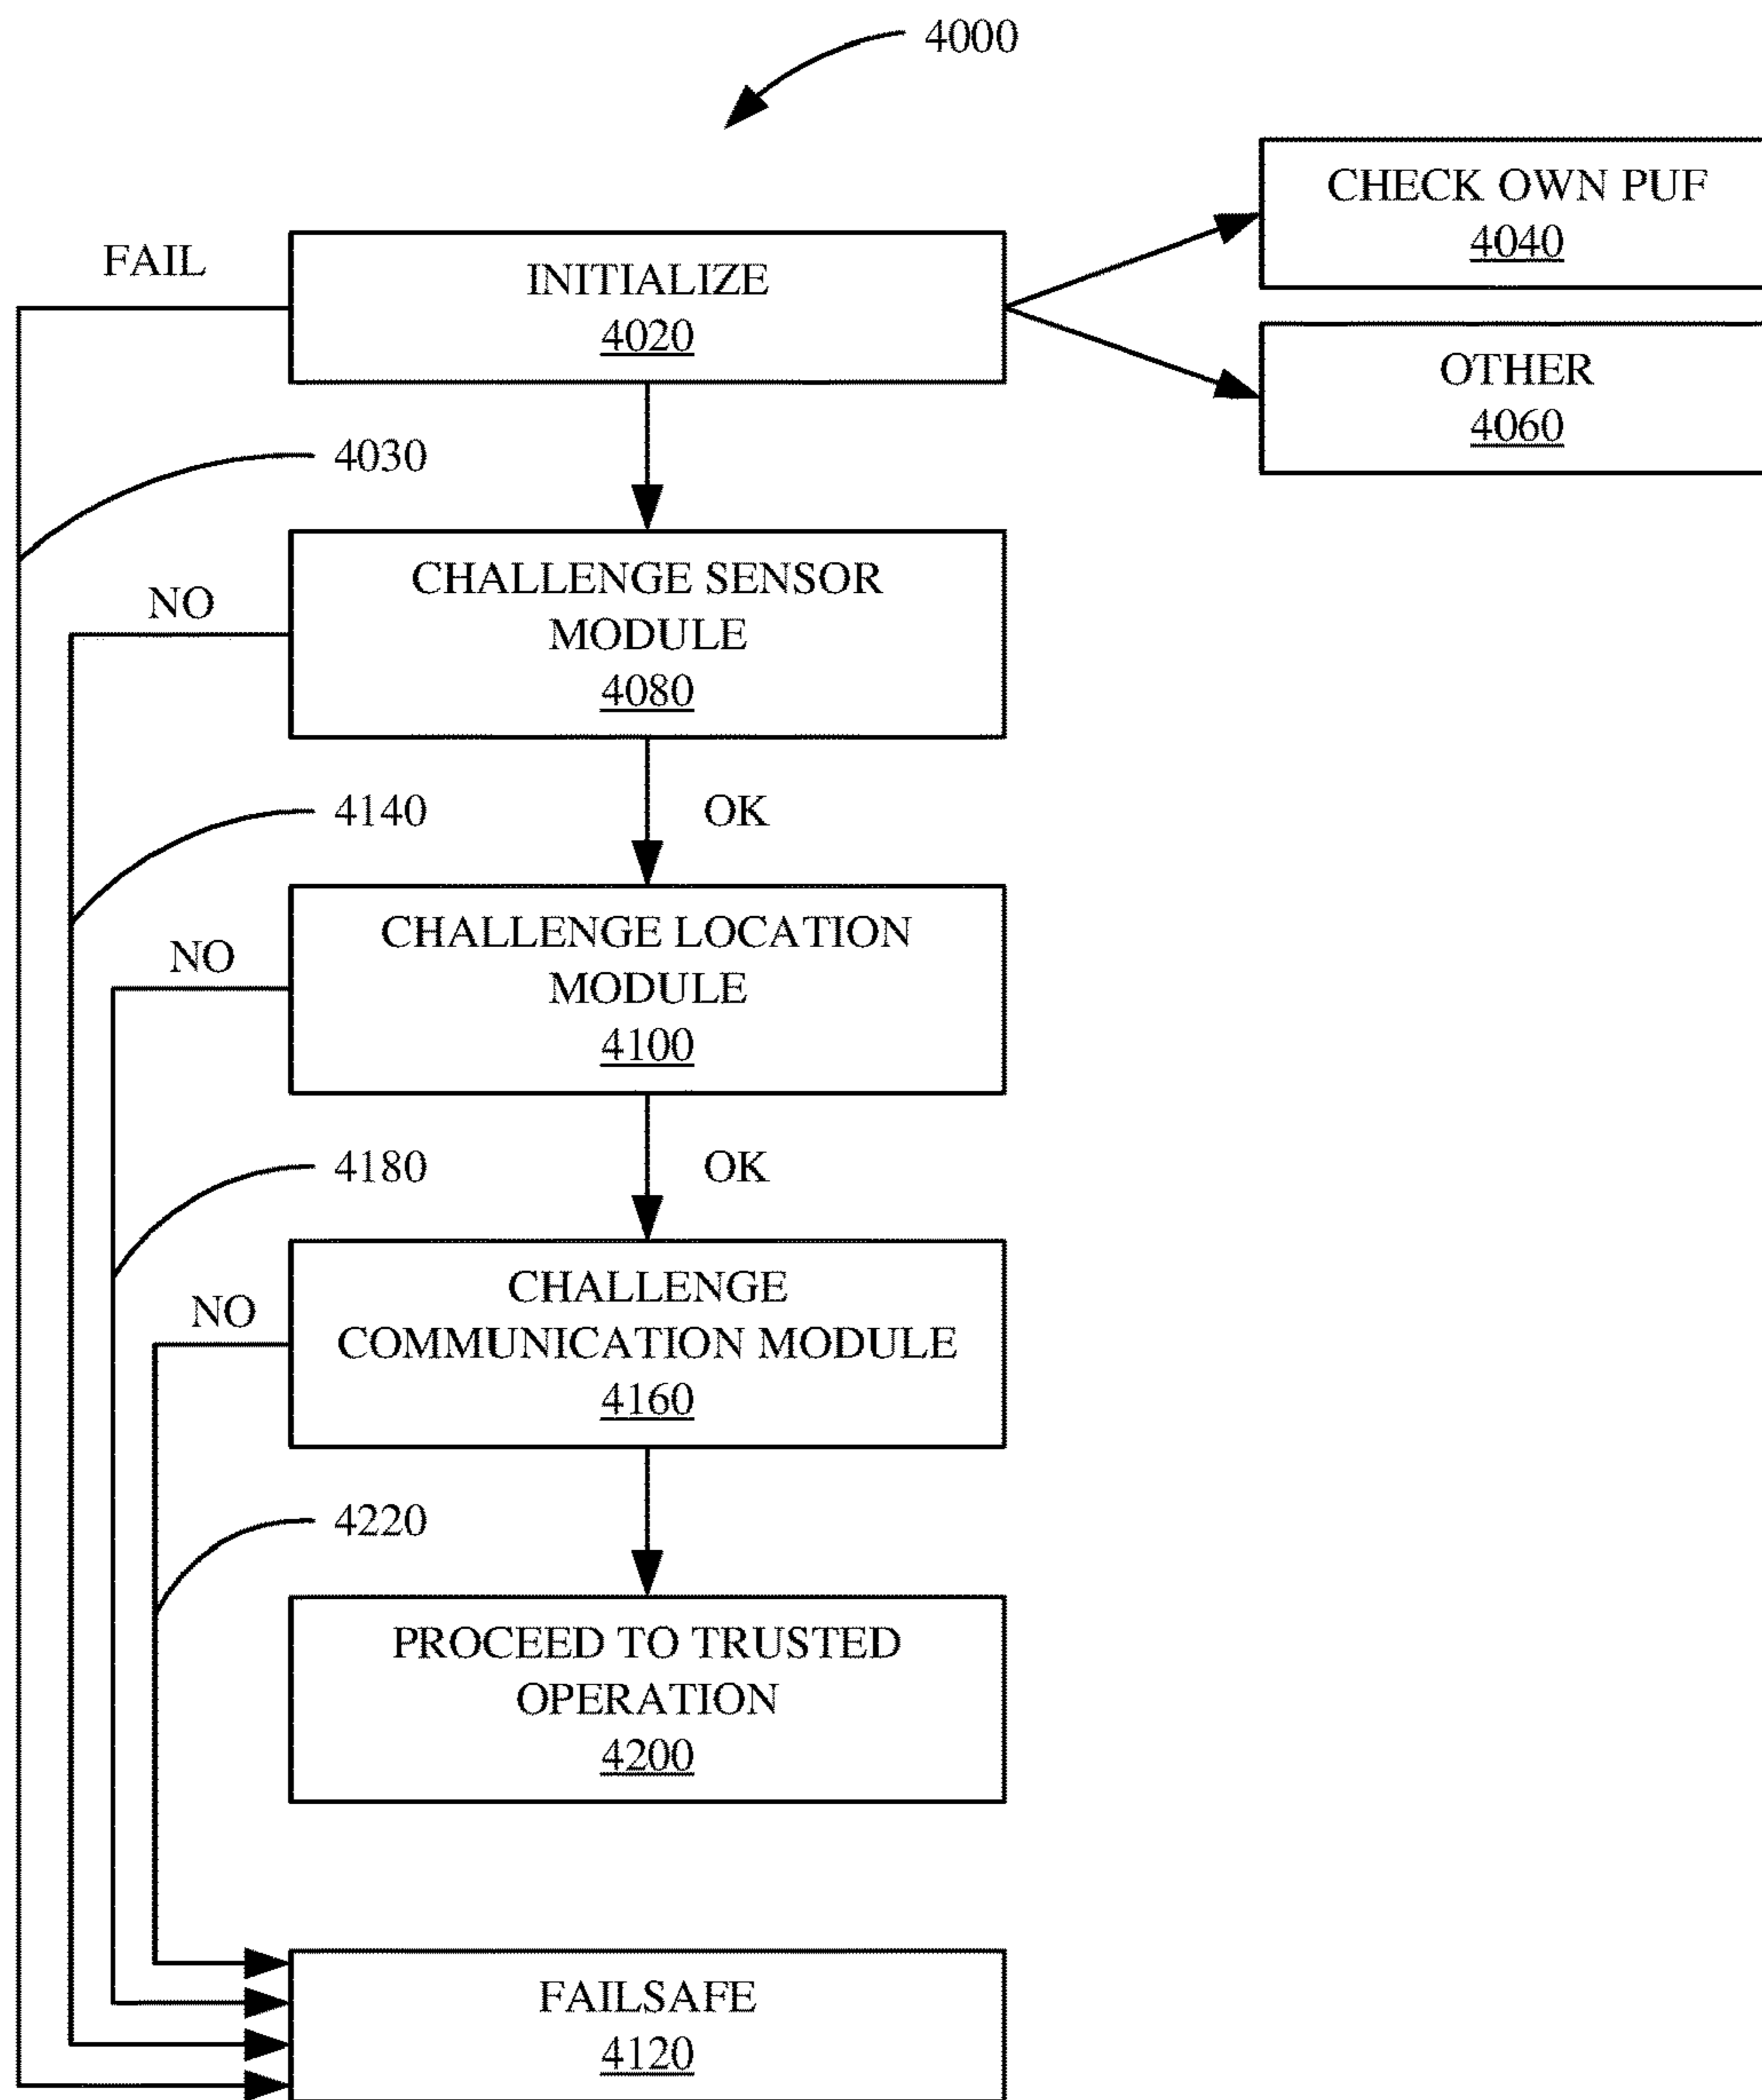 4000
CHECK OWN PUF
4040
FAIL
INITIALIZE
4020
OTHER
4060
4030
CHALLENGE SENSOR
MODULE
4080
NO
4140
OK
CHALLENGE LOCATION
MODULE
4100
NO
4180
OK
CHALLENGE
COMMUNICATION MODULE
4160
NO
4220
PROCEED TO TRUSTED
OPERATION
4200
FAILSAFE
4120